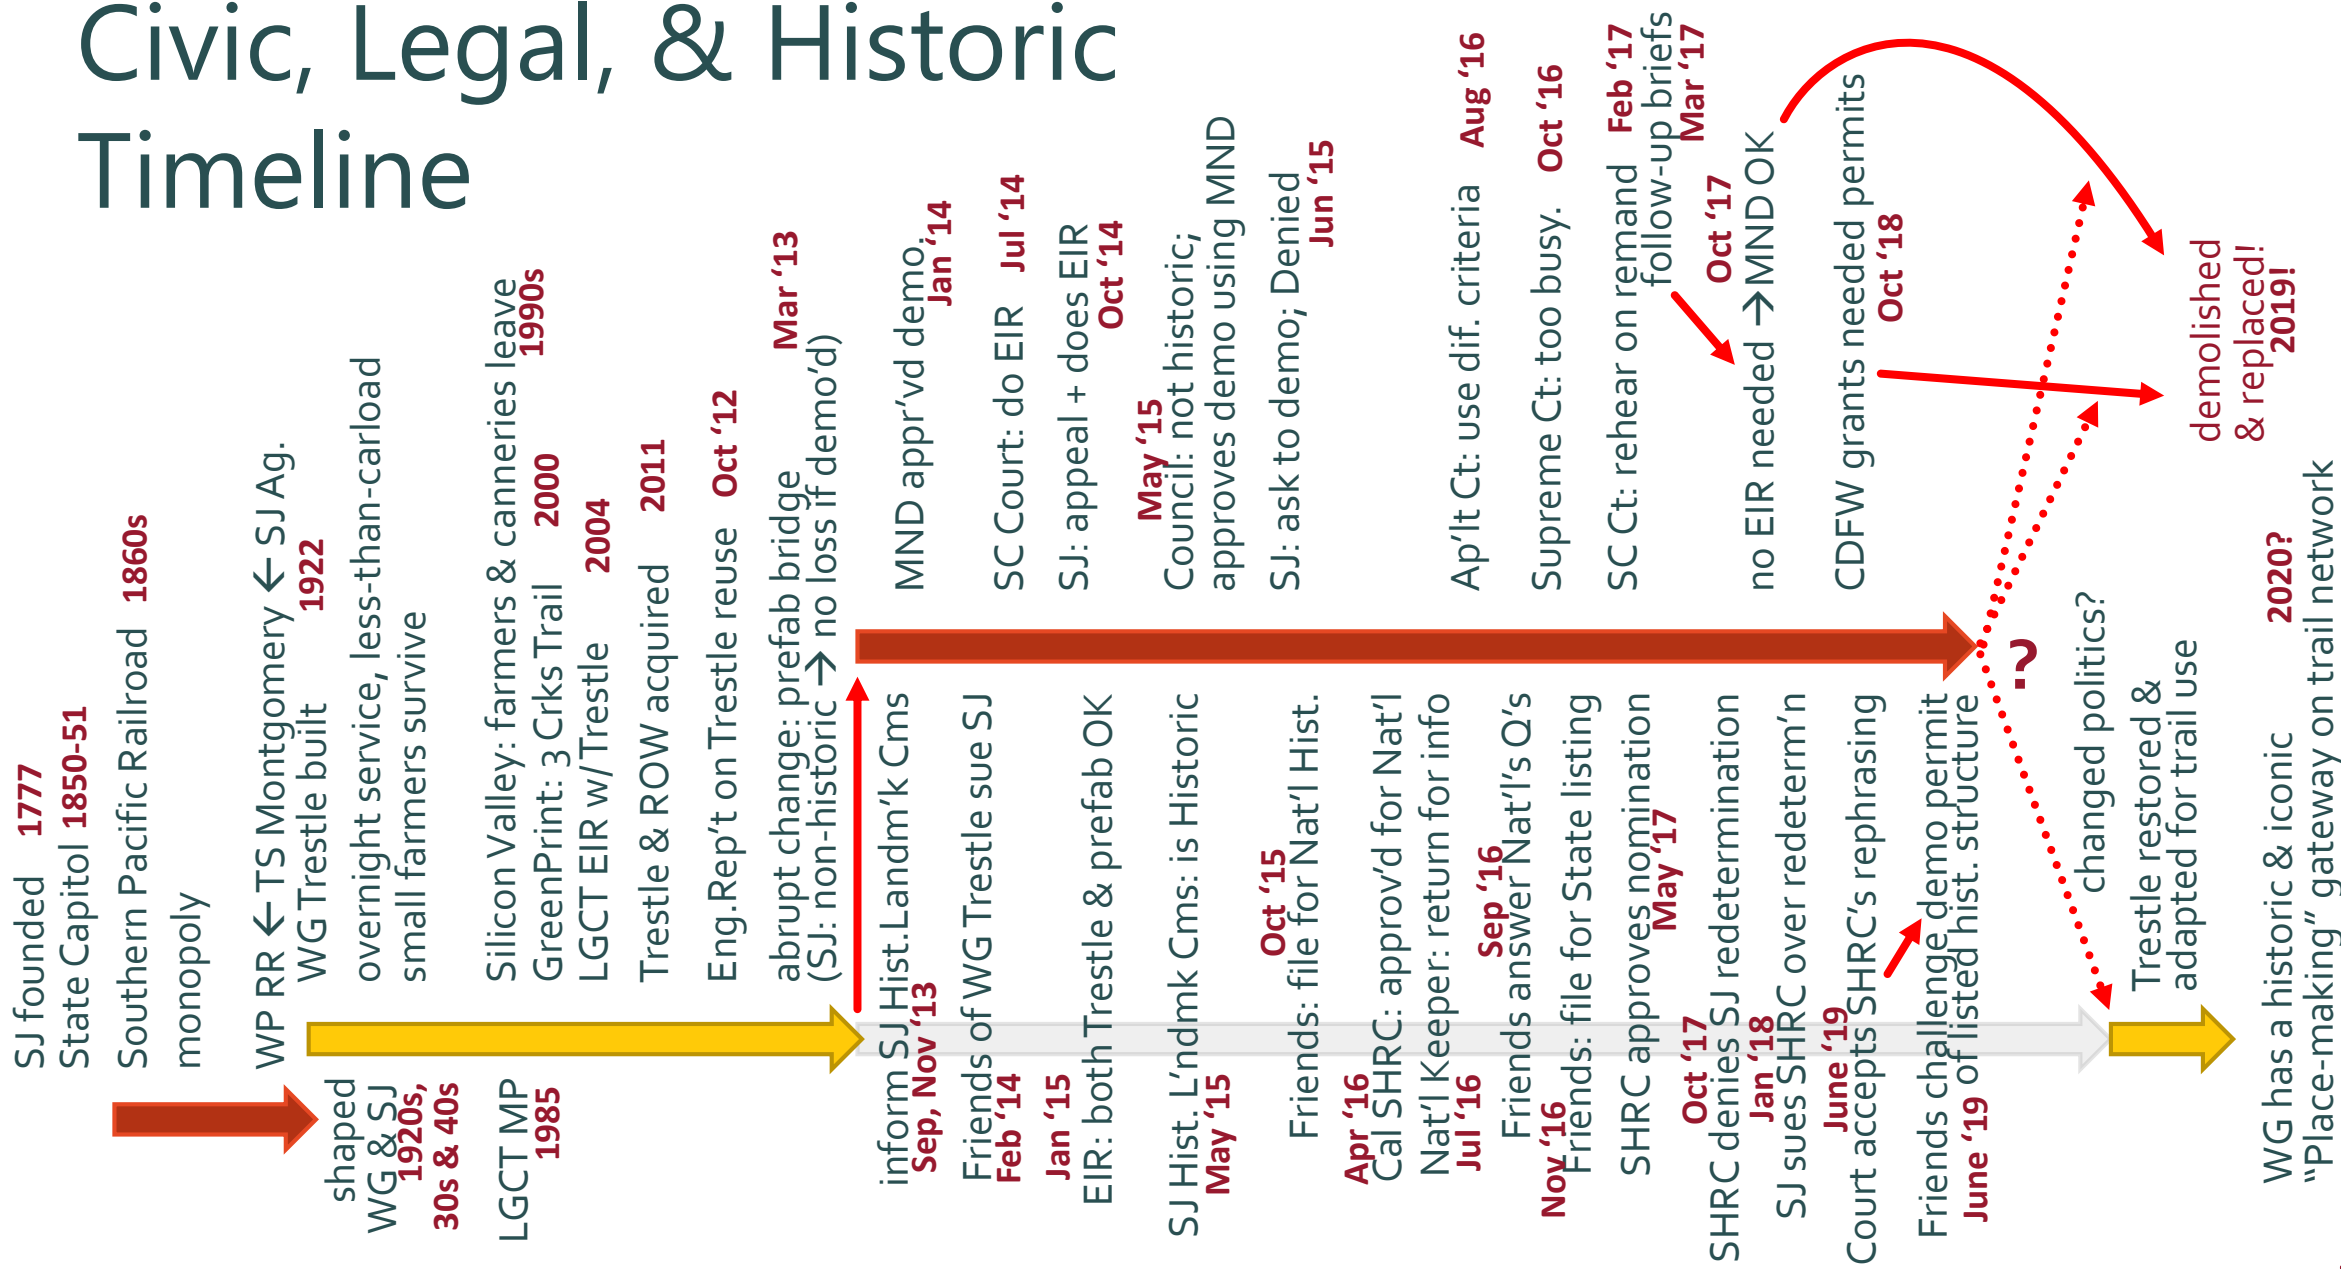 Civic, Legal, & Historic
Timeline
SJ founded 1777
State Capitol 1850-51
Southern Pacific Railroad 1860s
monopoly
WP RR ← TS Montgomery ← SJ Ag.
WG Trestle built 1922
overnight service, less-than-carload
small farmers survive
shaped
WG & SJ
1920s,
30s & 40s
LGCT MP
1985
Silicon Valley: farmers & canneries leave
1990s
GreenPrint: 3 Crks Trail 2000
LGCT EIR w/ Trestle 2004
Trestle & ROW acquired 2011
Eng.Rep't on Trestle reuse Oct ‘12
abrupt change: prefab bridge Mar ‘13
(SJ: non-historic → no loss if demo’d)
MND appr’vd demo.
Jan ‘14
SC Court: do EIR Jul ‘14
SJ: appeal + does EIR
Oct ‘14
May ‘15
Council: not historic;
approves demo using MND
SJ: ask to demo; Denied
Jun ‘15
Ap’lt Ct: use dif. criteria Aug ‘16
Supreme Ct: too busy. Oct ‘16
SC Ct: rehear on remand Feb ‘17
follow-up briefs
Mar ‘17
Oct ‘17
no EIR needed →MND OK
CDFW grants needed permits
Oct ‘18
demolished
& replaced!
2019!
inform SJ Hist.Landm’k Cms
Sep, Nov ‘13
Friends of WG Trestle sue SJ
Feb ‘14
Jan ‘15
EIR: both Trestle & prefab OK
SJ Hist. L’ndmk Cms: is Historic
May ‘15
Oct ‘15
Friends: file for Nat’l Hist.
Apr ‘16
Cal SHRC: approv’d for Nat’l
Nat’l Keeper: return for info
Jul ‘16
Sep ‘16
Friends answer Nat’l’s Q’s
Nov ‘16
Friends: file for State listing
SHRC approves nomination
May ‘17
Oct ‘17
SHRC denies SJ redetermination
Jan ‘18
SJ sues SHRC over redeterm’n
June ‘19
Court accepts SHRC’s rephrasing
Friends challenge demo permit
of listed hist. structure
June ‘19
?
changed politics?
Trestle restored &
adapted for trail use
2020?
WG has a historic & iconic
“Place-making” gateway on trail network